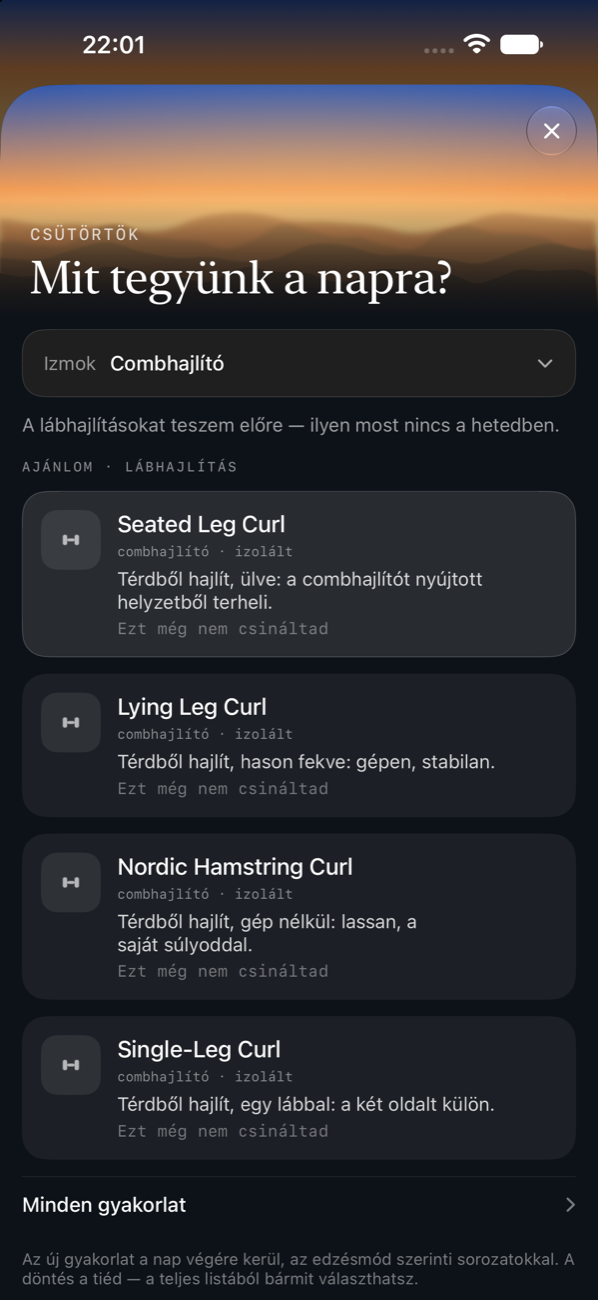 22:01
CSÜTÖRTÖK
Mit tegyünk a napra?
Izmok Combhajlító
A lábhajlításokat teszem előre — ilyen most nincs a hetedben.
AJÁNLOM · LÁBHAJLÍTÁS
Seated Leg Curl
combhajlító · izolált
Térdből hajlít, ülve: a combhajlítót nyújtott
helyzetből terheli.
Ezt még nem csináltad
Lying Leg Curl
combhajlító · izolált
Térdből hajlít, hason fekve: gépen, stabilan.
Ezt még nem csináltad
Nordic Hamstring Curl
combhajlító · izolált
Térdből hajlít, gép nélkül: lassan, a
saját súlyoddal.
Ezt még nem csináltad
Single-Leg Curl
combhajlító · izolált
Térdből hajlít, egy lábbal: a két oldalt külön.
Ezt még nem csináltad
Minden gyakorlat
Az új gyakorlat a nap végére kerül, az edzésmód szerinti sorozatokkal. A
döntés a tiéd — a teljes listából bármit választhatsz.